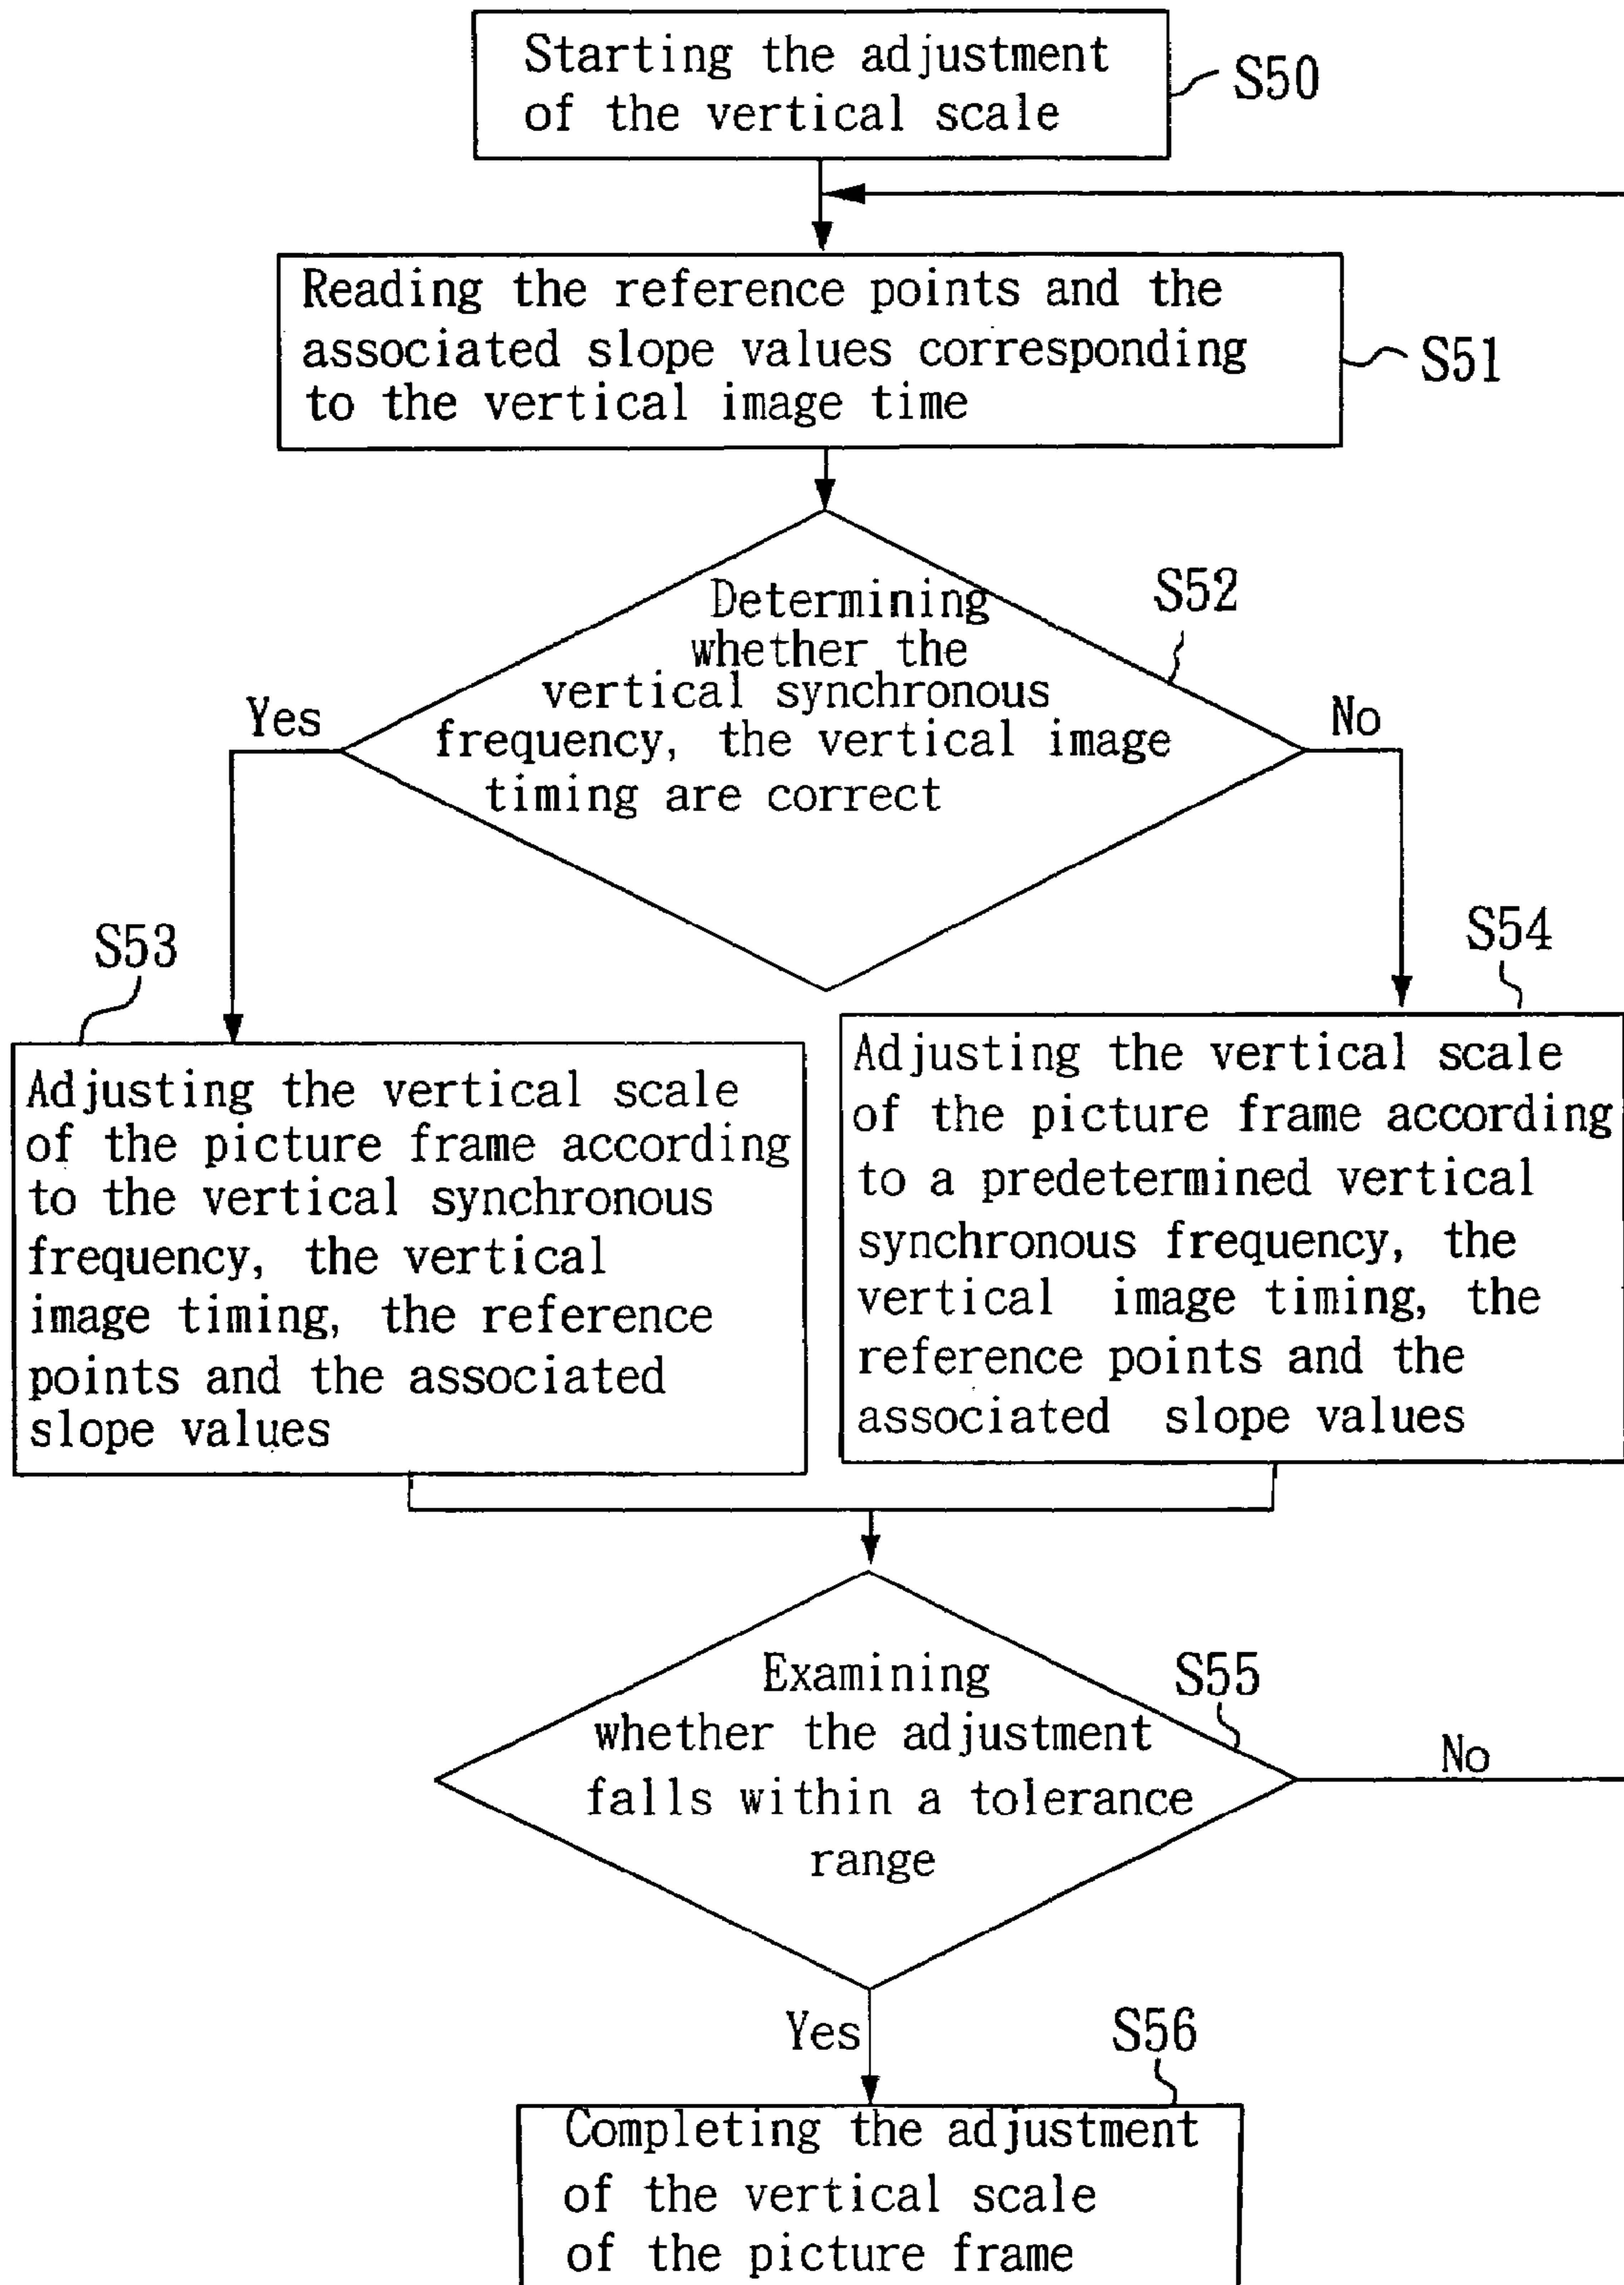 Starting the adjustment
of the vertical scale
S50
Reading the reference points and the
associated slope values corresponding
to the vertical image time
S51
Determining
whether the
vertical synchronous
frequency, the vertical image
timing are correct
S52
Yes
No
S53
Adjusting the vertical scale
of the picture frame according
to the vertical synchronous
frequency, the vertical
image timing, the reference
points and the associated
slope values
S54
Adjusting the vertical scale
of the picture frame according
to a predetermined vertical
synchronous frequency, the
vertical image timing, the
reference points and the
associated slope values
Examining
whether the adjustment
falls within a tolerance
range
S55
No
Yes
S56
Completing the adjustment
of the vertical scale
of the picture frame